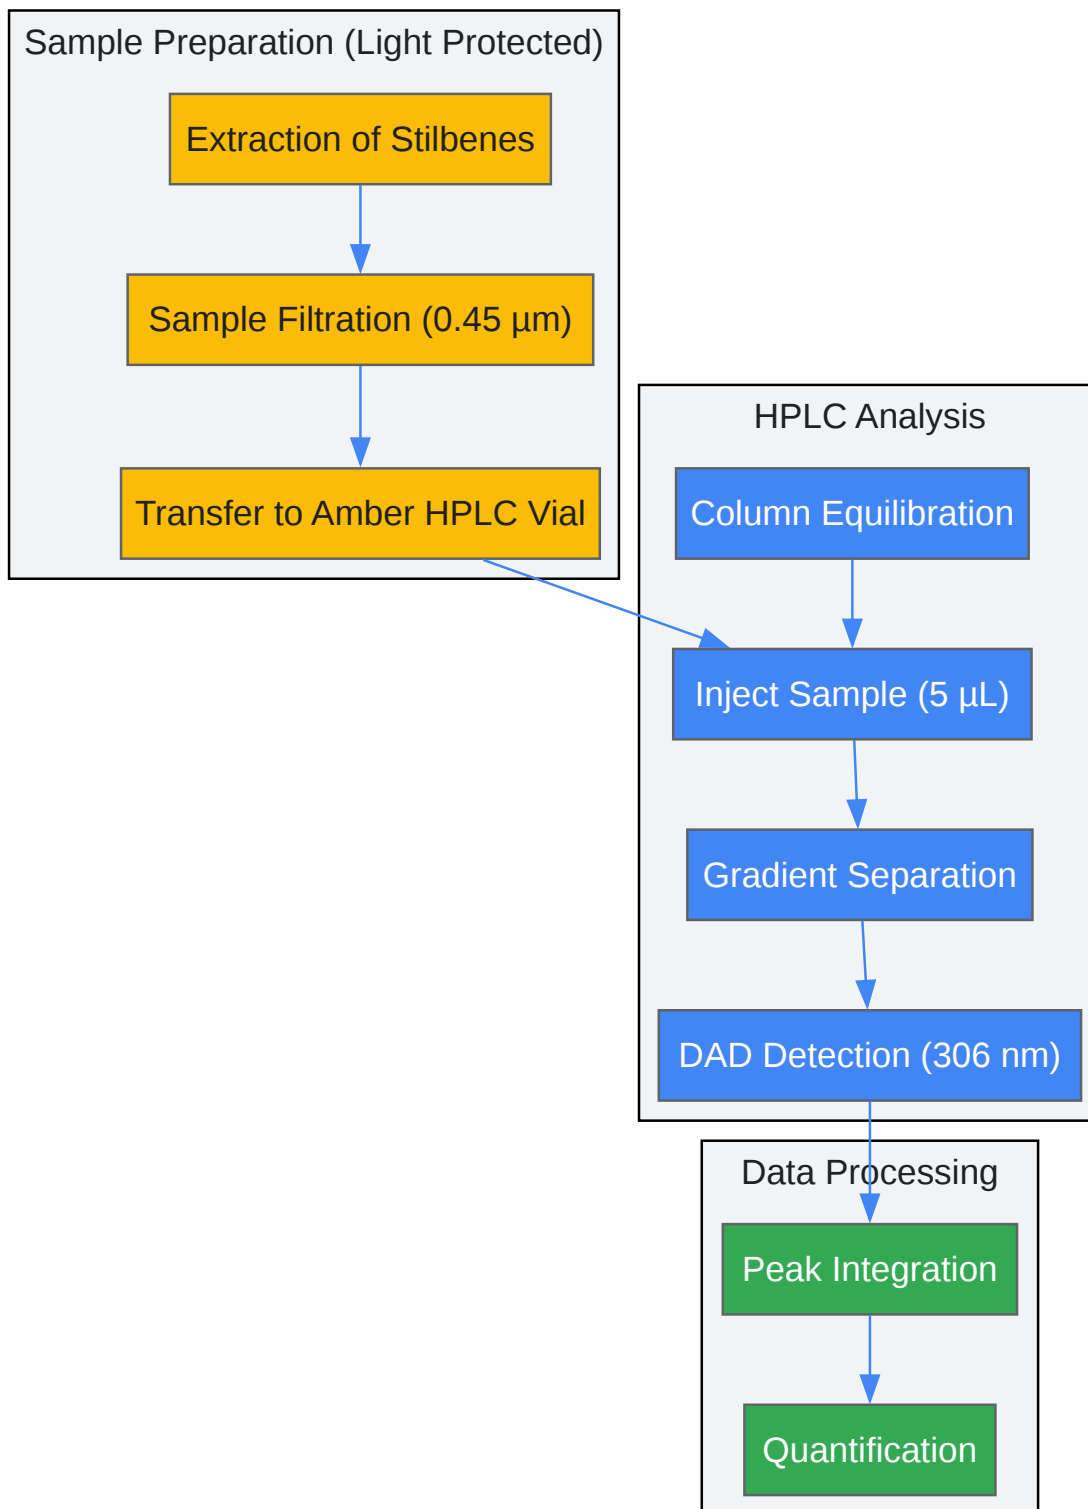 Sample Preparation (Light Protected)
Extraction of Stilbenes
Sample Filtration (0.45 µm)
Transfer to Amber HPLC Vial
HPLC Analysis
Column Equilibration
Inject Sample (5 µL)
Gradient Separation
DAD Detection (306 nm)
Data Processing
Peak Integration
Quantification